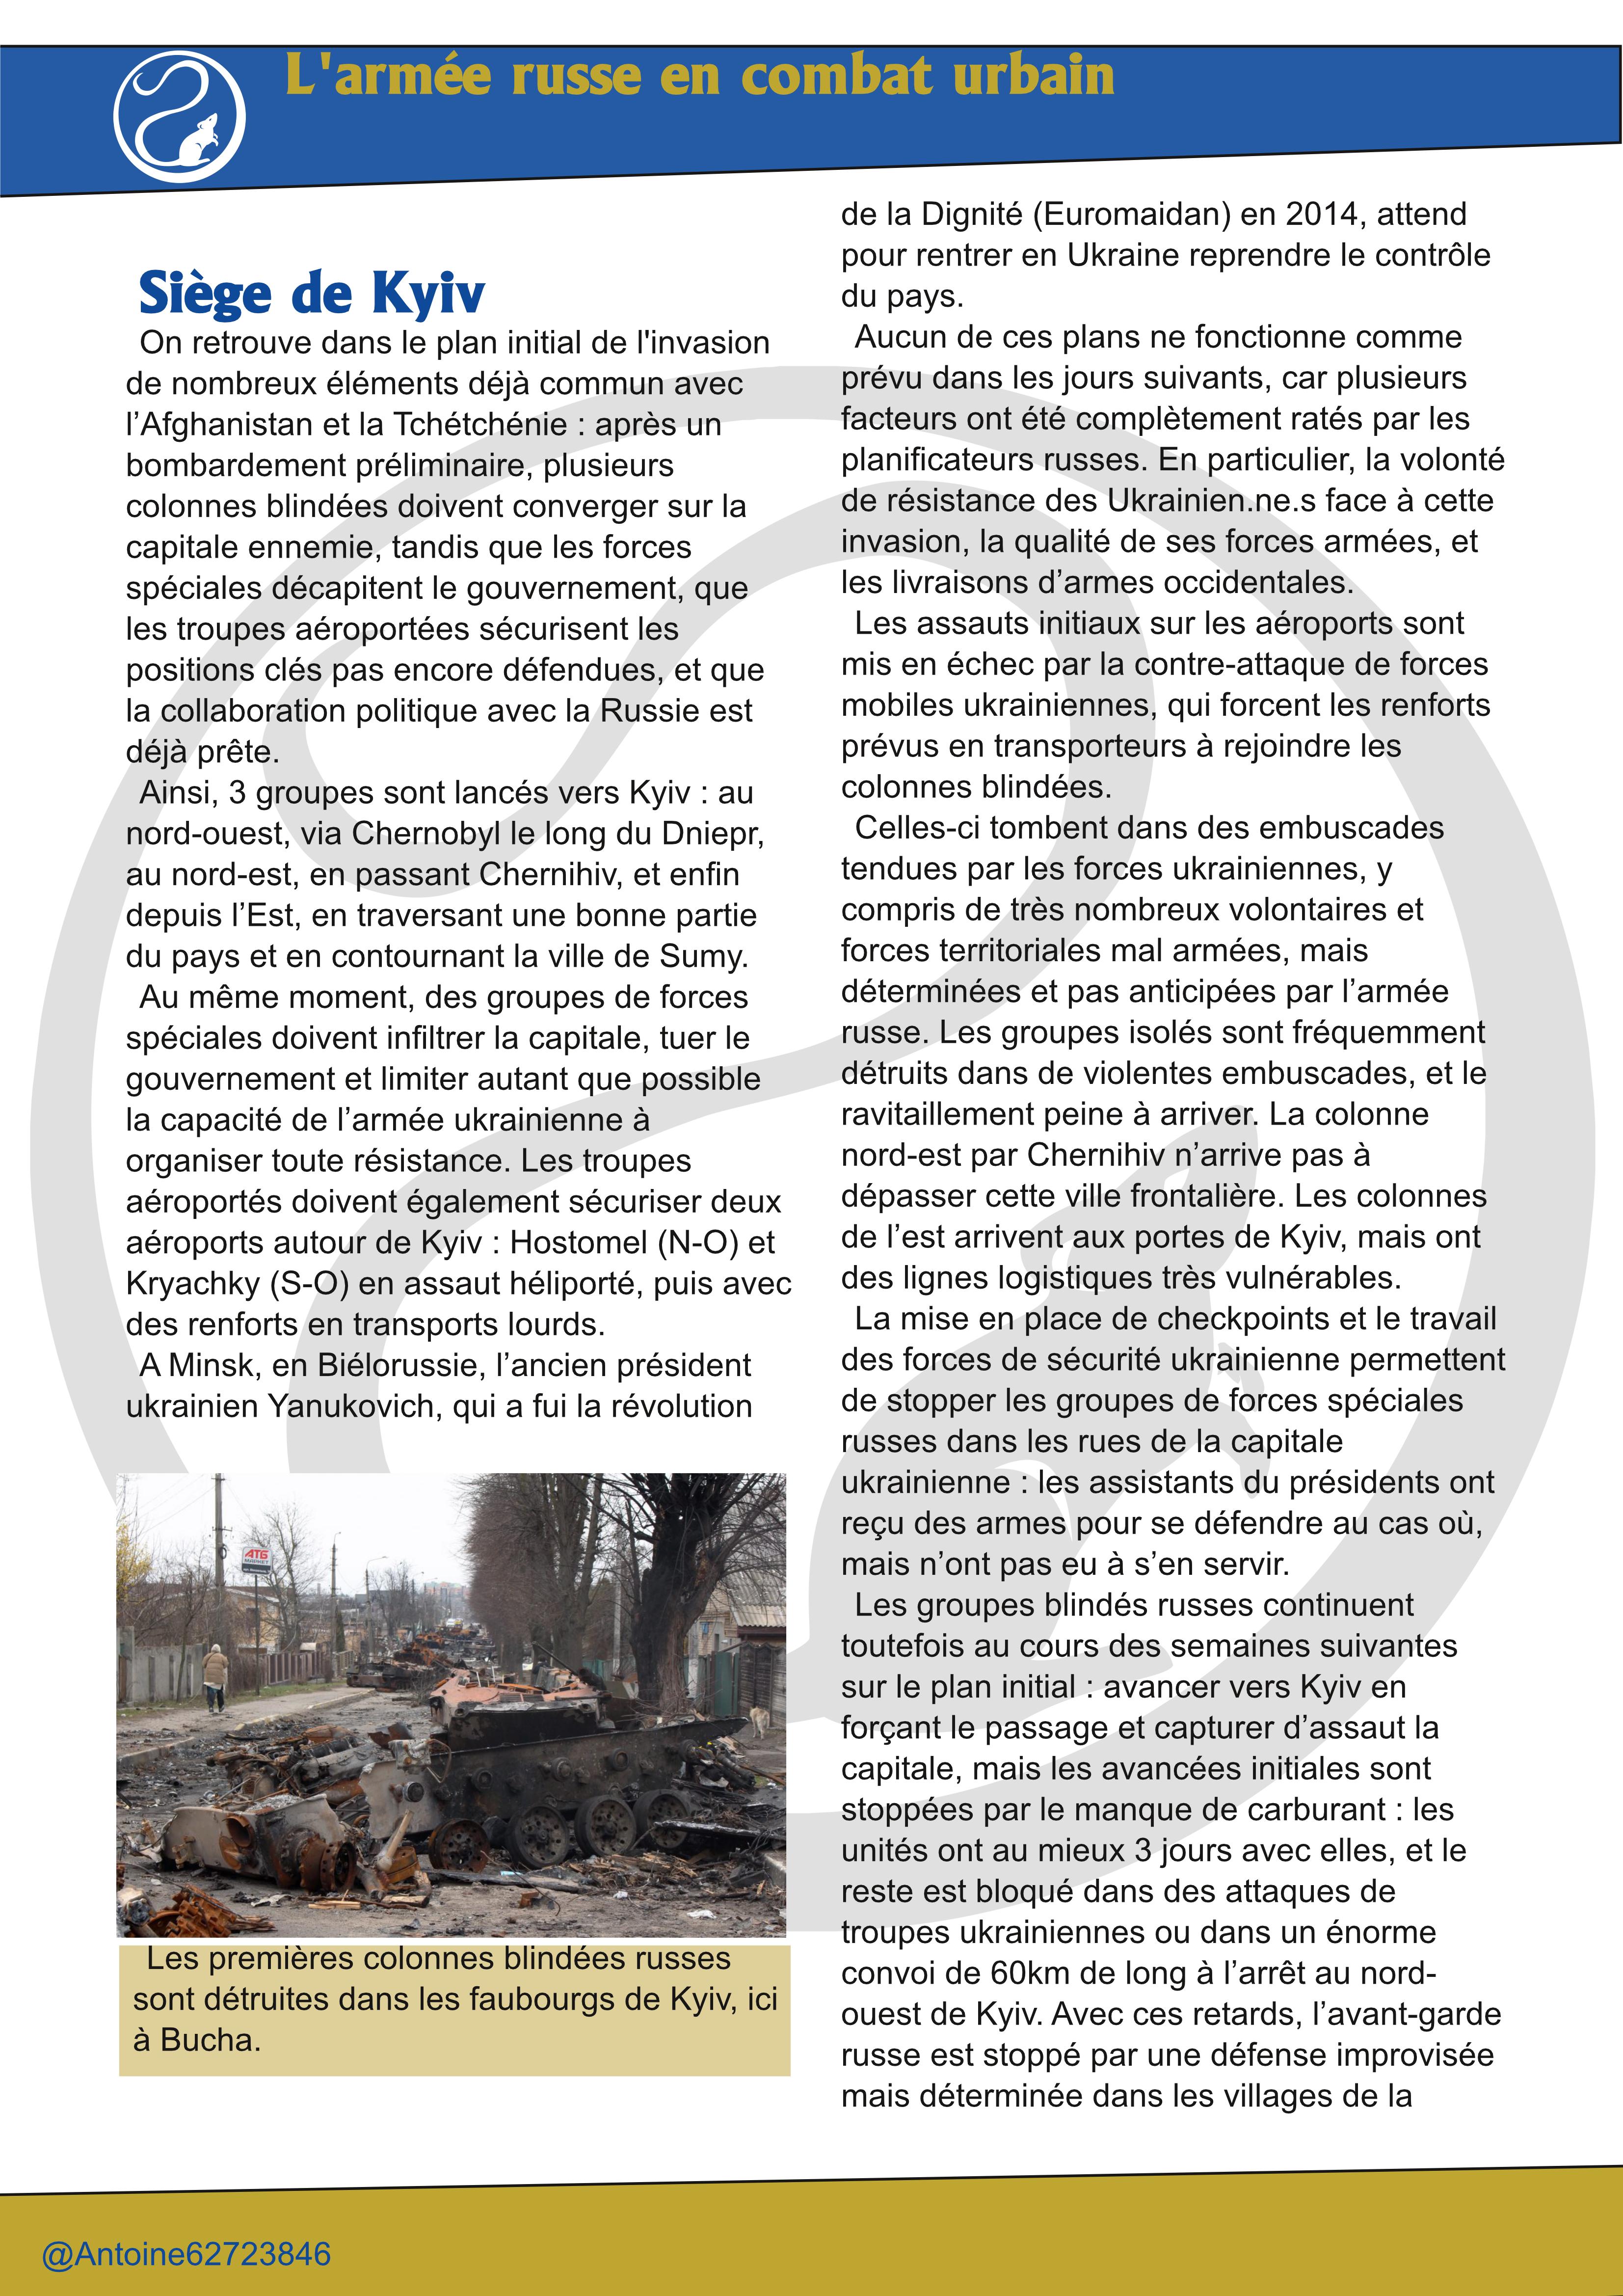 L'armée russe en combat urbain
Siège de Kyiv
On retrouve dans le plan initial de l'invasion
de nombreux éléments déjà commun avec
l’Afghanistan et la Tchétchénie : après un
bombardement préliminaire, plusieurs
colonnes blindées doivent converger sur la
capitale ennemie, tandis que les forces
spéciales décapitent le gouvernement, que
les troupes aéroportées sécurisent les
positions clés pas encore défendues, et que
la collaboration politique avec la Russie est
déjà prête.
Ainsi, 3 groupes sont lancés vers Kyiv : au
nord-ouest, via Chernobyl le long du Dniepr,
au nord-est, en passant Chernihiv, et enfin
depuis l’Est, en traversant une bonne partie
du pays et en contournant la ville de Sumy.
Au même moment, des groupes de forces
spéciales doivent infiltrer la capitale, tuer le
gouvernement et limiter autant que possible
la capacité de l’armée ukrainienne à
organiser toute résistance. Les troupes
aéroportés doivent également sécuriser deux
aéroports autour de Kyiv : Hostomel (N-O) et
Kryachky (S-O) en assaut héliporté, puis avec
des renforts en transports lourds.
A Minsk, en Biélorussie, l’ancien président
ukrainien Yanukovich, qui a fui la révolution
АТБ
Les premières colonnes blindées russes
sont détruites dans les faubourgs de Kyiv, ici
à Bucha.
de la Dignité (Euromaidan) en 2014, attend
pour rentrer en Ukraine reprendre le contrôle
du pays.
Aucun de ces plans ne fonctionne comme
prévu dans les jours suivants, car plusieurs
facteurs ont été complètement ratés par les
planificateurs russes. En particulier, la volonté
de résistance des Ukrainien.ne.s face à cette
invasion, la qualité de ses forces armées, et
les livraisons d’armes occidentales.
Les assauts initiaux sur les aéroports sont
mis en échec par la contre-attaque de forces
mobiles ukrainiennes, qui forcent les renforts
prévus en transporteurs à rejoindre les
colonnes blindées.
Celles-ci tombent dans des embuscades
tendues par les forces ukrainiennes, y
compris de très nombreux volontaires et
forces territoriales mal armées, mais
déterminées et pas anticipées par l’armée
russe. Les groupes isolés sont fréquemment
détruits dans de violentes embuscades, et le
ravitaillement peine à arriver. La colonne
nord-est par Chernihiv n’arrive pas à
dépasser cette ville frontalière. Les colonnes
de l’est arrivent aux portes de Kyiv, mais ont
des lignes logistiques très vulnérables.
La mise en place de checkpoints et le travail
des forces de sécurité ukrainienne permettent
de stopper les groupes de forces spéciales
russes dans les rues de la capitale
ukrainienne : les assistants du présidents ont
reçu des armes pour se défendre au cas où,
mais n’ont pas eu à s’en servir.
Les groupes blindés russes continuent
toutefois au cours des semaines suivantes
sur le plan initial : avancer vers Kyiv en
forçant le passage et capturer d’assaut la
capitale, mais les avancées initiales sont
stoppées par le manque de carburant : les
unités ont au mieux 3 jours avec elles, et le
reste est bloqué dans des attaques de
troupes ukrainiennes ou dans un énorme
convoi de 60km de long à l’arrêt au nord-
ouest de Kyiv. Avec ces retards, l’avant-garde
russe est stoppé par une défense improvisée
mais déterminée dans les villages de la
@Antoine62723846